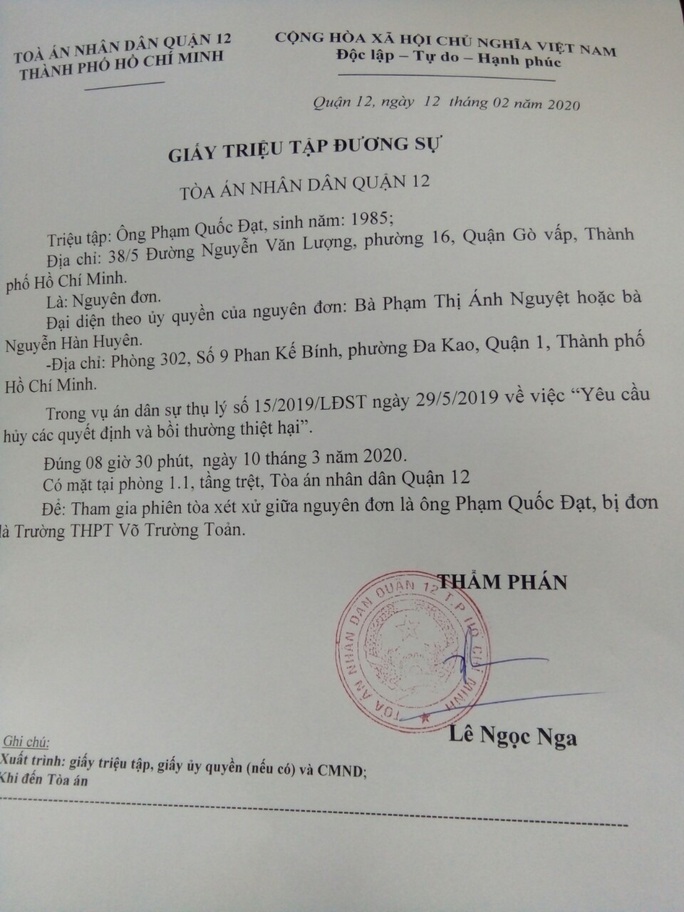 TOÀ ÁN NHÂN DÂN QUẬN 12
THÀNH PHỐ HỒ CHÍ MINH
CỘNG HÒA XÃ HỘI CHỦ NGHĨA VIỆT NAM
Độc lập – Tự do – Hạnh phúc
Quận 12, ngày 12 tháng 02 năm 2020
GIẤY TRIỆU TẬP ĐƯƠNG SỰ
TÒA ÁN NHÂN DÂN QUẬN 12
Triệu tập: Ông Phạm Quốc Đạt, sinh năm: 1985;
Địa chỉ: 38/5 Đường Nguyễn Văn Lượng, phường 16, Quận Gò vấp, Thành
phố Hồ Chí Minh.
Là: Nguyên đơn.
Đại diện theo ủy quyền của nguyên đơn: Bà Phạm Thị Ánh Nguyệt hoặc bà
Nguyễn Hàn Huyên.
-Địa chỉ: Phòng 302, Số 9 Phan Kế Bính, phường Đa Kao, Quận 1, Thành phố
Hồ Chí Minh.
Trong vụ án dân sự thụ lý số 15/2019/LĐST ngày 29/5/2019 về việc “Yêu cầu
hủy các quyết định và bồi thường thiệt hại”.
Đúng 08 giờ 30 phút, ngày 10 tháng 3 năm 2020.
Có mặt tại phòng 1.1, tầng trệt, Tòa án nhân dân Quận 12
Để: Tham gia phiên tòa xét xử giữa nguyên đơn là ông Phạm Quốc Đạt, bị đơn
là Trường THPT Võ Trường Toản.
THẨM PHÁN
TOÀ ÁN NHÂN DÂN QUẬN 12 T.P HỒ CHÍ MINH
Lê Ngọc Nga
Ghi chú:
Xuất trình: giấy triệu tập, giấy ủy quyền (nếu có) và CMND;
Khi đến Tòa án